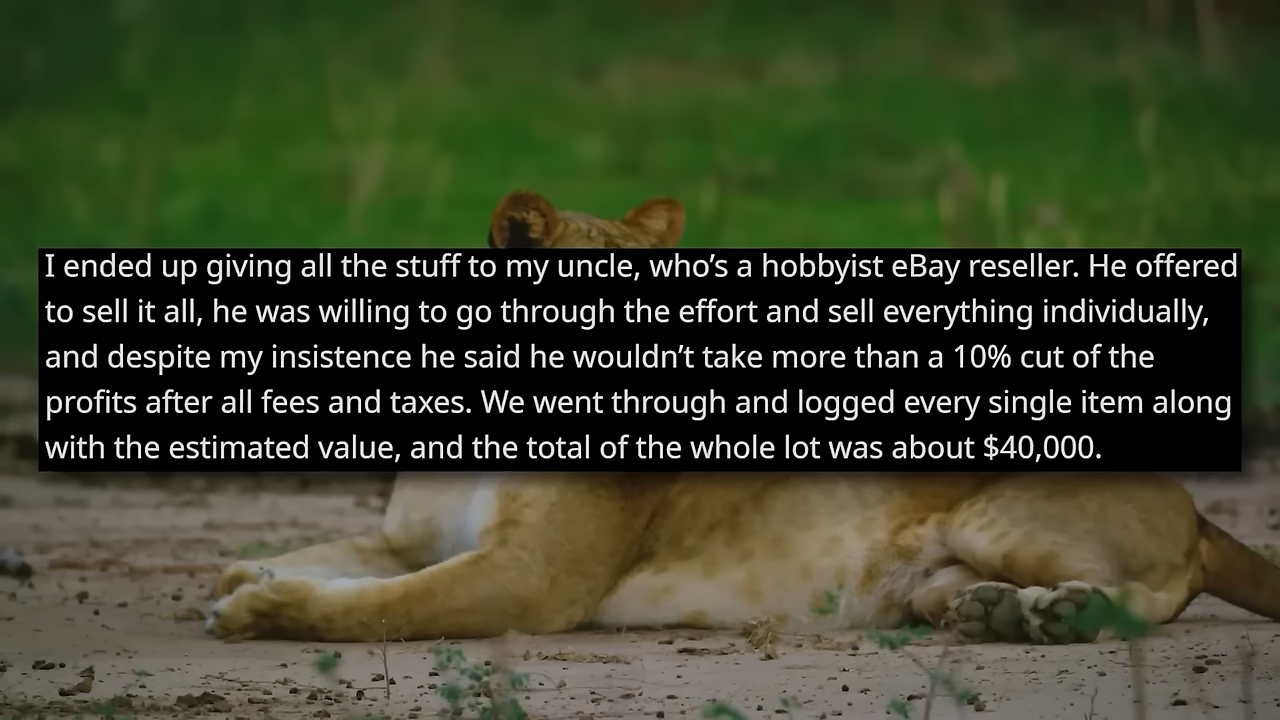 I ended up giving all the stuff to my uncle, who’s a hobbyist eBay reseller. He offered
to sell it all, he was willing to go through the effort and sell everything individually,
and despite my insistence he said he wouldn’t take more than a 10% cut of the
profits after all fees and taxes. We went through and logged every single item along
with the estimated value, and the total of the whole lot was about $40,000.